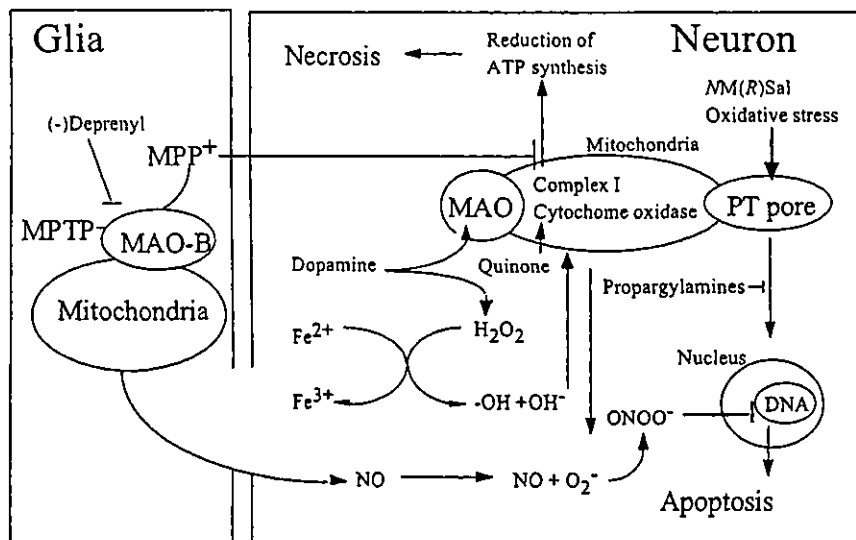 Glia
Neuron
Necrosis
Reduction of
ATP synthesis
NM(R)Sal
Oxidative stress
(-)Deprenyl
MPP+
Mitochondria
MPTP
MAO-B
MAO
Complex I
Cytochome oxidase
PT pore
Dopamine
Quinone
Propargylamines
Mitochondria
Fe2+
H2O2
Nucleus
Fe3+
-OH + OH-
ONOO-
DNA
NO
NO + O2-
Apoptosis